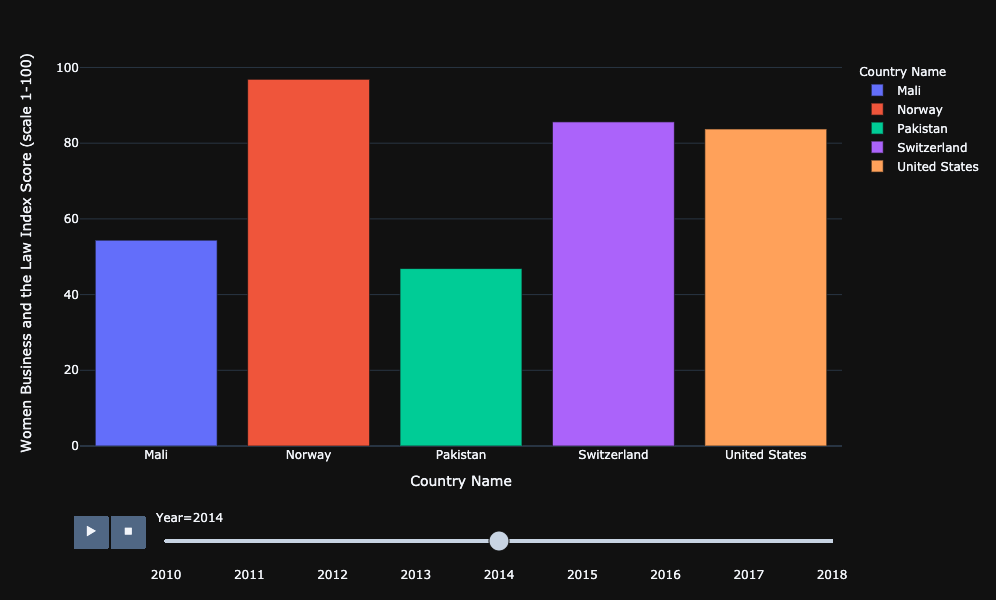 Women Business and the Law Index Score (scale 1-100)
100
80
60
40
20
0
Mali
Norway
Pakistan
Switzerland
United States
Country Name
Country Name
Mali
Norway
Pakistan
Switzerland
United States
Year=2014
2010
2011
2012
2013
2014
2015
2016
2017
2018